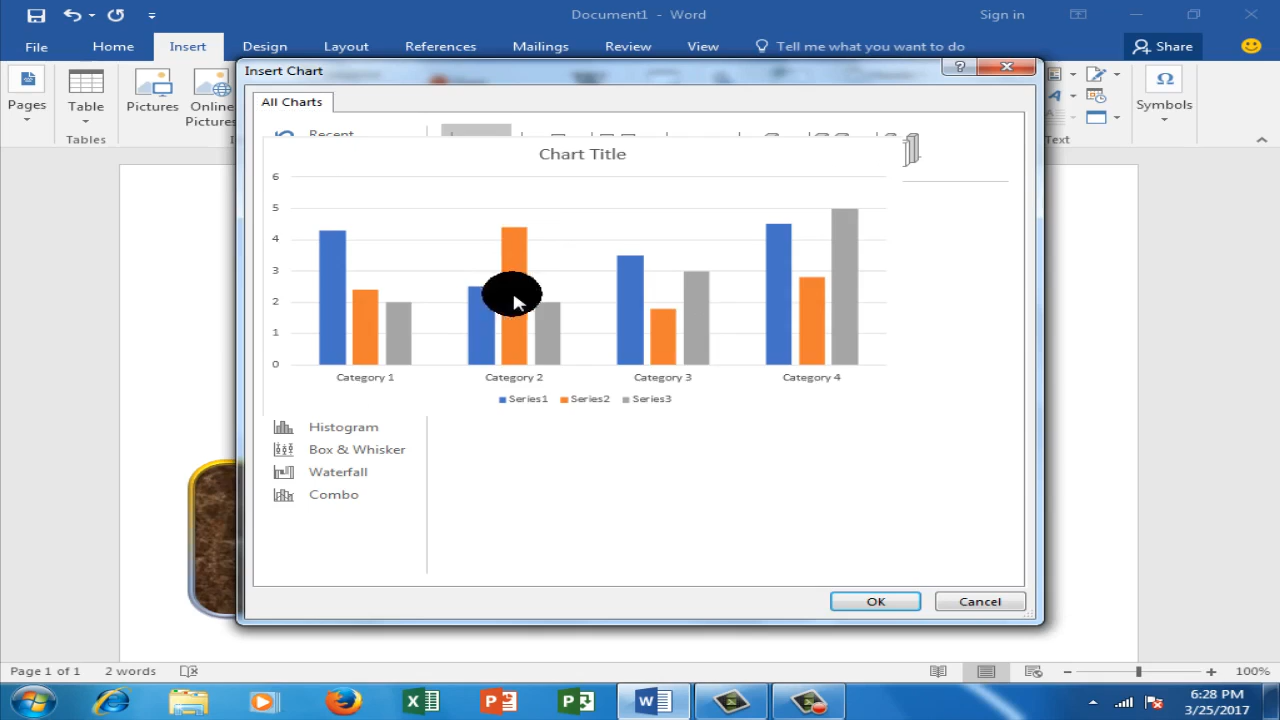 Document1 - Word
Sign in
File Home Insert Design Layout References Mailings Review View Tell me what you want to do Share
Pages
Table
Pictures
Online
Pictures
Tables
Symbols
Text
Insert Chart
?
All Charts
Recent
Chart Title
6
5
4
3
2
1
0
Category 1 Category 2 Category 3 Category 4
Series1 Series2 Series3
Histogram
Box & Whisker
Waterfall
Combo
OK Cancel
Page 1 of 1 2 words 100%
6:28 PM
3/25/2017